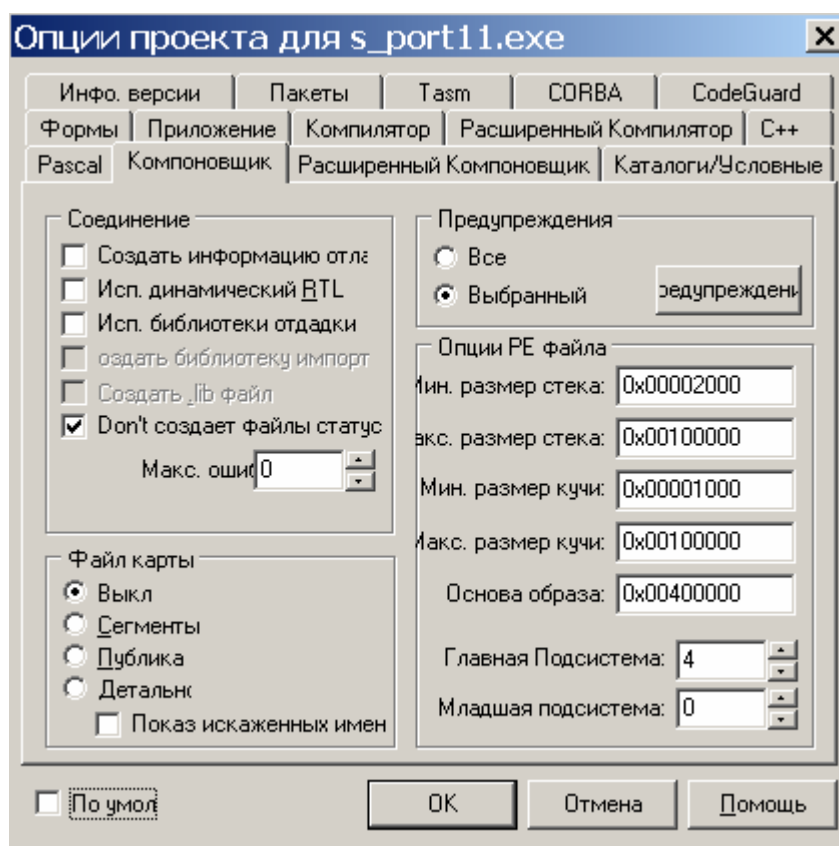 Опции проекта для s_port11.exe
Инфо. версии Пакеты Tasm CORBA CodeGuard
Формы Приложение Компилятор Расширенный Компилятор C++
Pascal Компоновщик Расширенный Компоновщик Каталоги/Условные
Соединение
Создать информацию отла
Исп. динамический RTL
Исп. библиотеки отдадки
оздать библиотеку импорт
Создать .lib файл
Don't создает файлы статус
Макс. ошиб 0
Файл карты
Выкл
Сегменты
Публика
Детально
Показ искаженных имен
Предупреждения
Все
Выбранный
редупреждени
Опции PE файла
Мин. размер стека: 0x00002000
акс. размер стека: 0x00100000
Мин. размер кучи: 0x00001000
Макс. размер кучи: 0x00100000
Основа образа: 0x00400000
Главная Подсистема: 4
Младшая подсистема: 0
По умол
OK Отмена Помощь